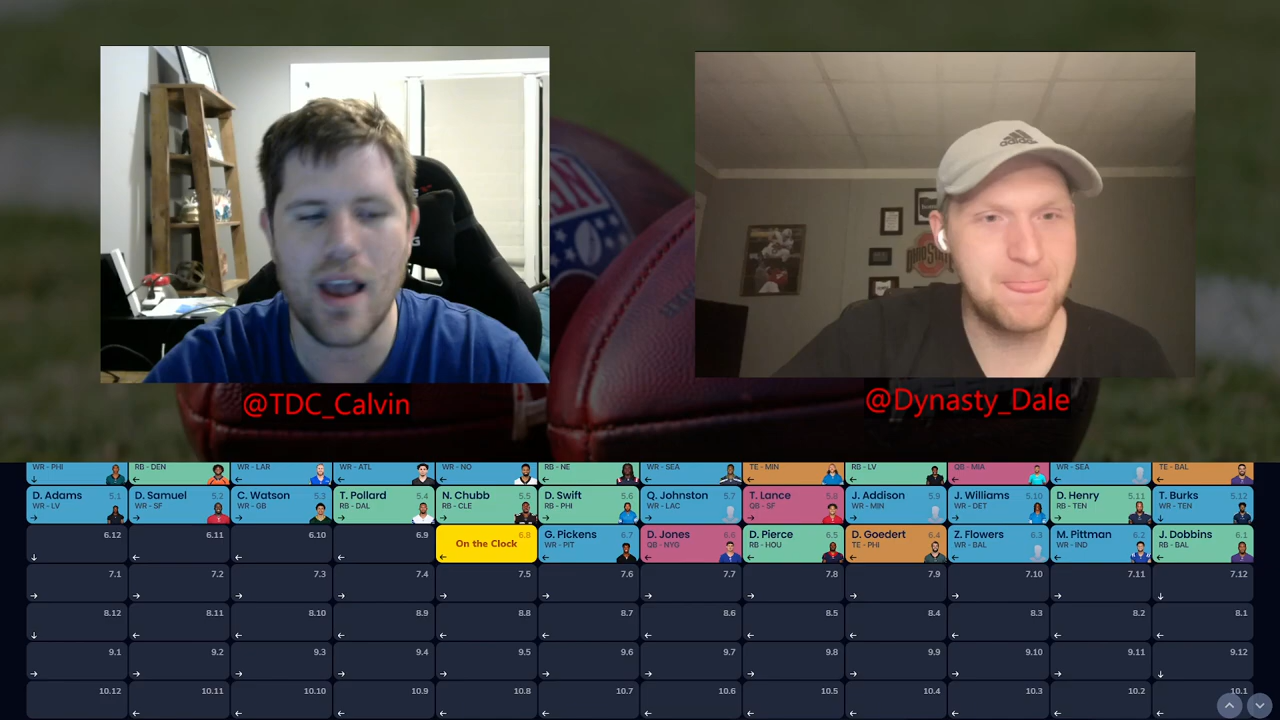 adidas
OHIO STATE
@TDC_Calvin
@Dynasty_Dale
WR - PHI
RB - DEN
WR - LAR
WR - ATL
WR - NO
RB - NE
WR - SEA
TE - MIN
RB - LV
QB - MIA
WR - SEA
TE - BAL
D. Adams 5.1
WR - LV
D. Samuel 5.2
WR - SF
C. Watson 5.3
WR - GB
T. Pollard 5.4
RB - DAL
N. Chubb 5.5
RB - CLE
D. Swift 5.6
RB - PHI
Q. Johnston 5.7
WR - LAC
T. Lance 5.8
QB - SF
J. Addison 5.9
WR - MIN
J. Williams 5.10
WR - DET
D. Henry 5.11
RB - TEN
T. Burks 5.12
WR - TEN
6.12
6.11
6.10
6.9
6.8
On the Clock
G. Pickens 6.7
WR - PIT
D. Jones 6.6
QB - NYG
D. Pierce 6.5
RB - HOU
D. Goedert 6.4
TE - PHI
Z. Flowers 6.3
WR - BAL
M. Pittman 6.2
WR - IND
J. Dobbins 6.1
RB - BAL
7.1 7.2 7.3 7.4 7.5 7.6 7.7 7.8 7.9 7.10 7.11 7.12
8.12 8.11 8.10 8.9 8.8 8.7 8.6 8.5 8.4 8.3 8.2 8.1
9.1 9.2 9.3 9.4 9.5 9.6 9.7 9.8 9.9 9.10 9.11 9.12
10.12 10.11 10.10 10.9 10.8 10.7 10.6 10.5 10.4 10.3 10.2 10.1